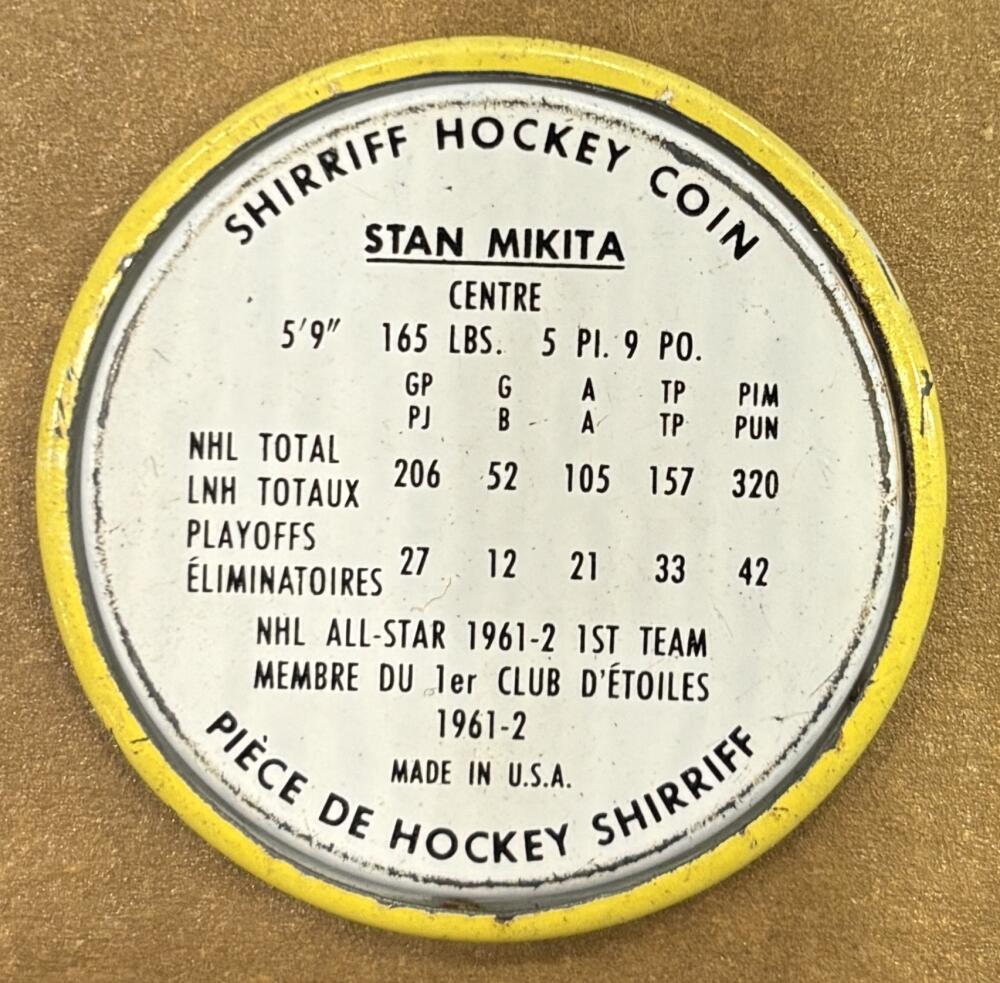 SHIRRIFF HOCKEY COIN
STAN MIKITA
CENTRE
5'9" 165 LBS. 5 PI. 9 PO.
GP G A TP PIM
PJ B A TP PUN
NHL TOTAL
LNH TOTAUX 206 52 105 157 320
PLAYOFFS
ÉLIMINATOIRES 27 12 21 33 42
NHL ALL-STAR 1961-2 1ST TEAM
MEMBRE DU 1er CLUB D'ÉTOILES
1961-2
MADE IN U.S.A.
PIÈCE DE HOCKEY SHIRRIFF